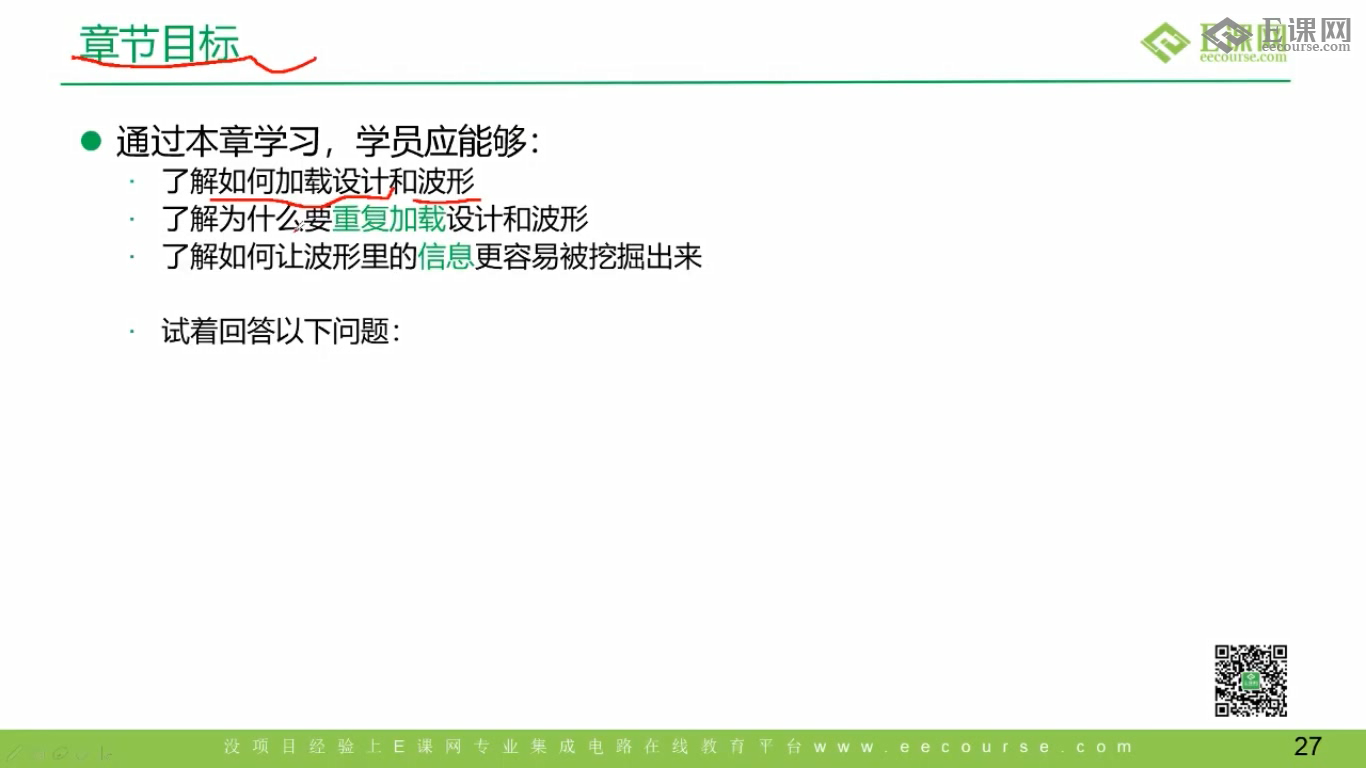 章节目标
E课网
eecourse.com
E课网
eecourse.com
通过本章学习，学员应能够：
了解如何加载设计和波形
了解为什么要重复加载设计和波形
了解如何让波形里的信息更容易被挖掘出来
试着回答以下问题：
没项目经验上E课网专业集成电路在线教育平台www.eecourse.com
27